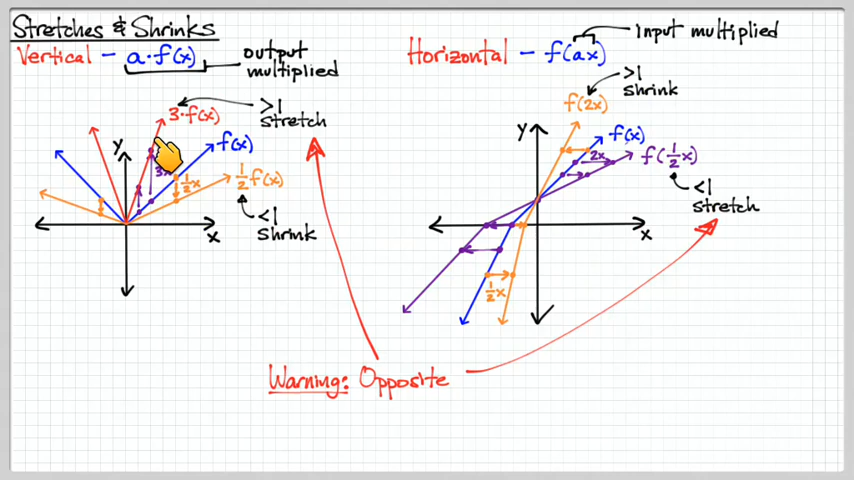 Stretches & Shrinks
Vertical – a·f(x)
output
multiplied
>1
stretch
3·f(x)
y
f(x)
3x
1/2x
1/2 f(x)
<1
shrink
x
Horizontal – f(ax)
input multiplied
>1
shrink
f(2x)
y
f(x)
2x
f(1/2x)
<1
stretch
x
1/2x
Warning: Opposite